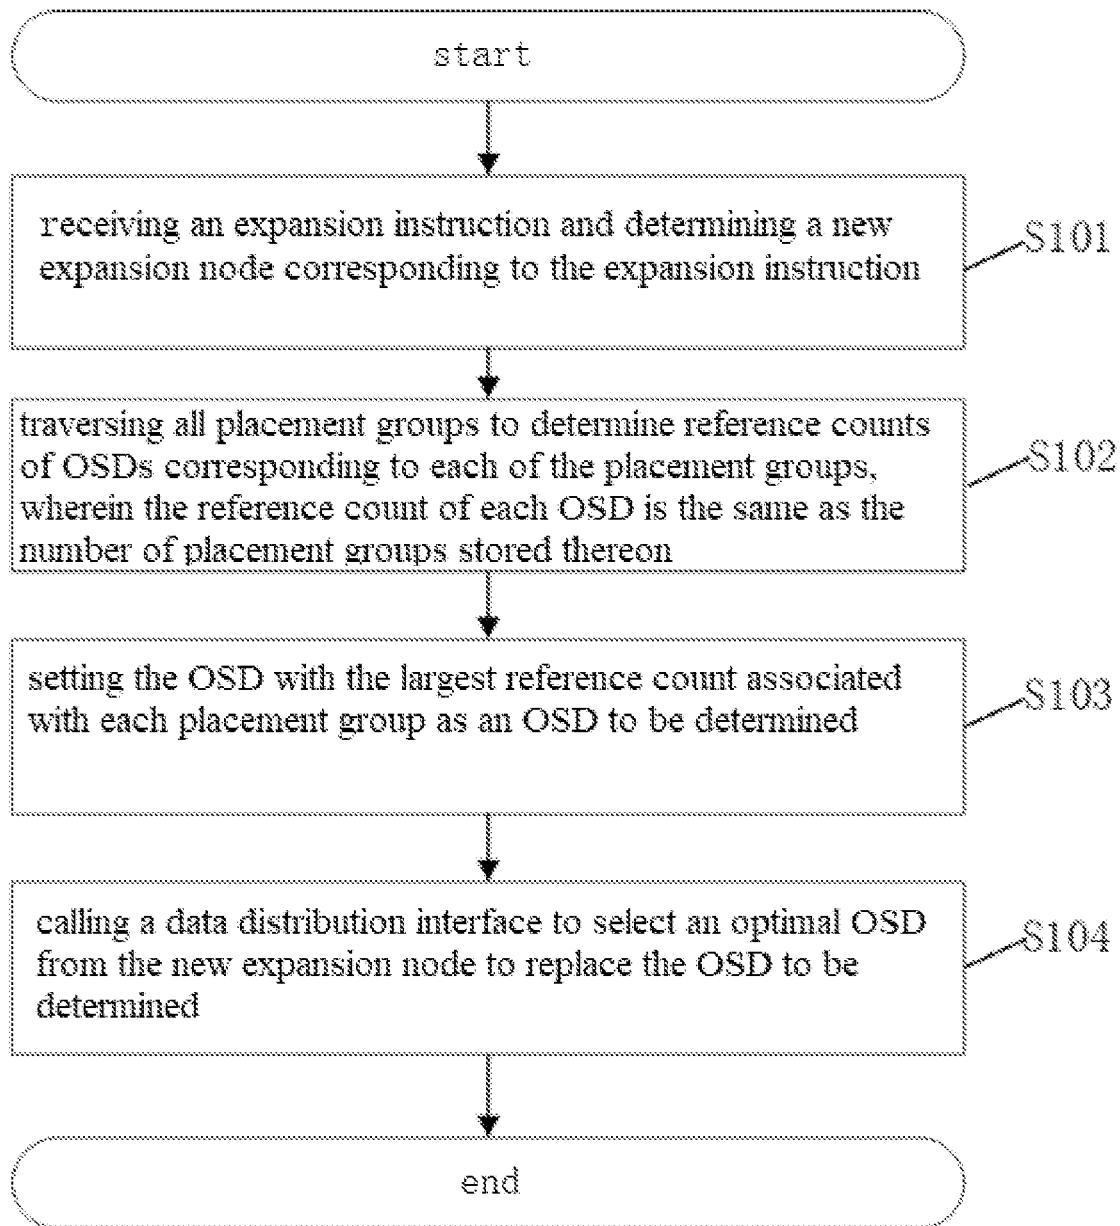 start
receiving an expansion instruction and determining a new
expansion node corresponding to the expansion instruction
S101
traversing all placement groups to determine reference counts
of OSDs corresponding to each of the placement groups,
wherein the reference count of each OSD is the same as the
number of placement groups stored thereon
S102
setting the OSD with the largest reference count associated
with each placement group as an OSD to be determined
S103
calling a data distribution interface to select an optimal OSD
from the new expansion node to replace the OSD to be
determined
S104
end